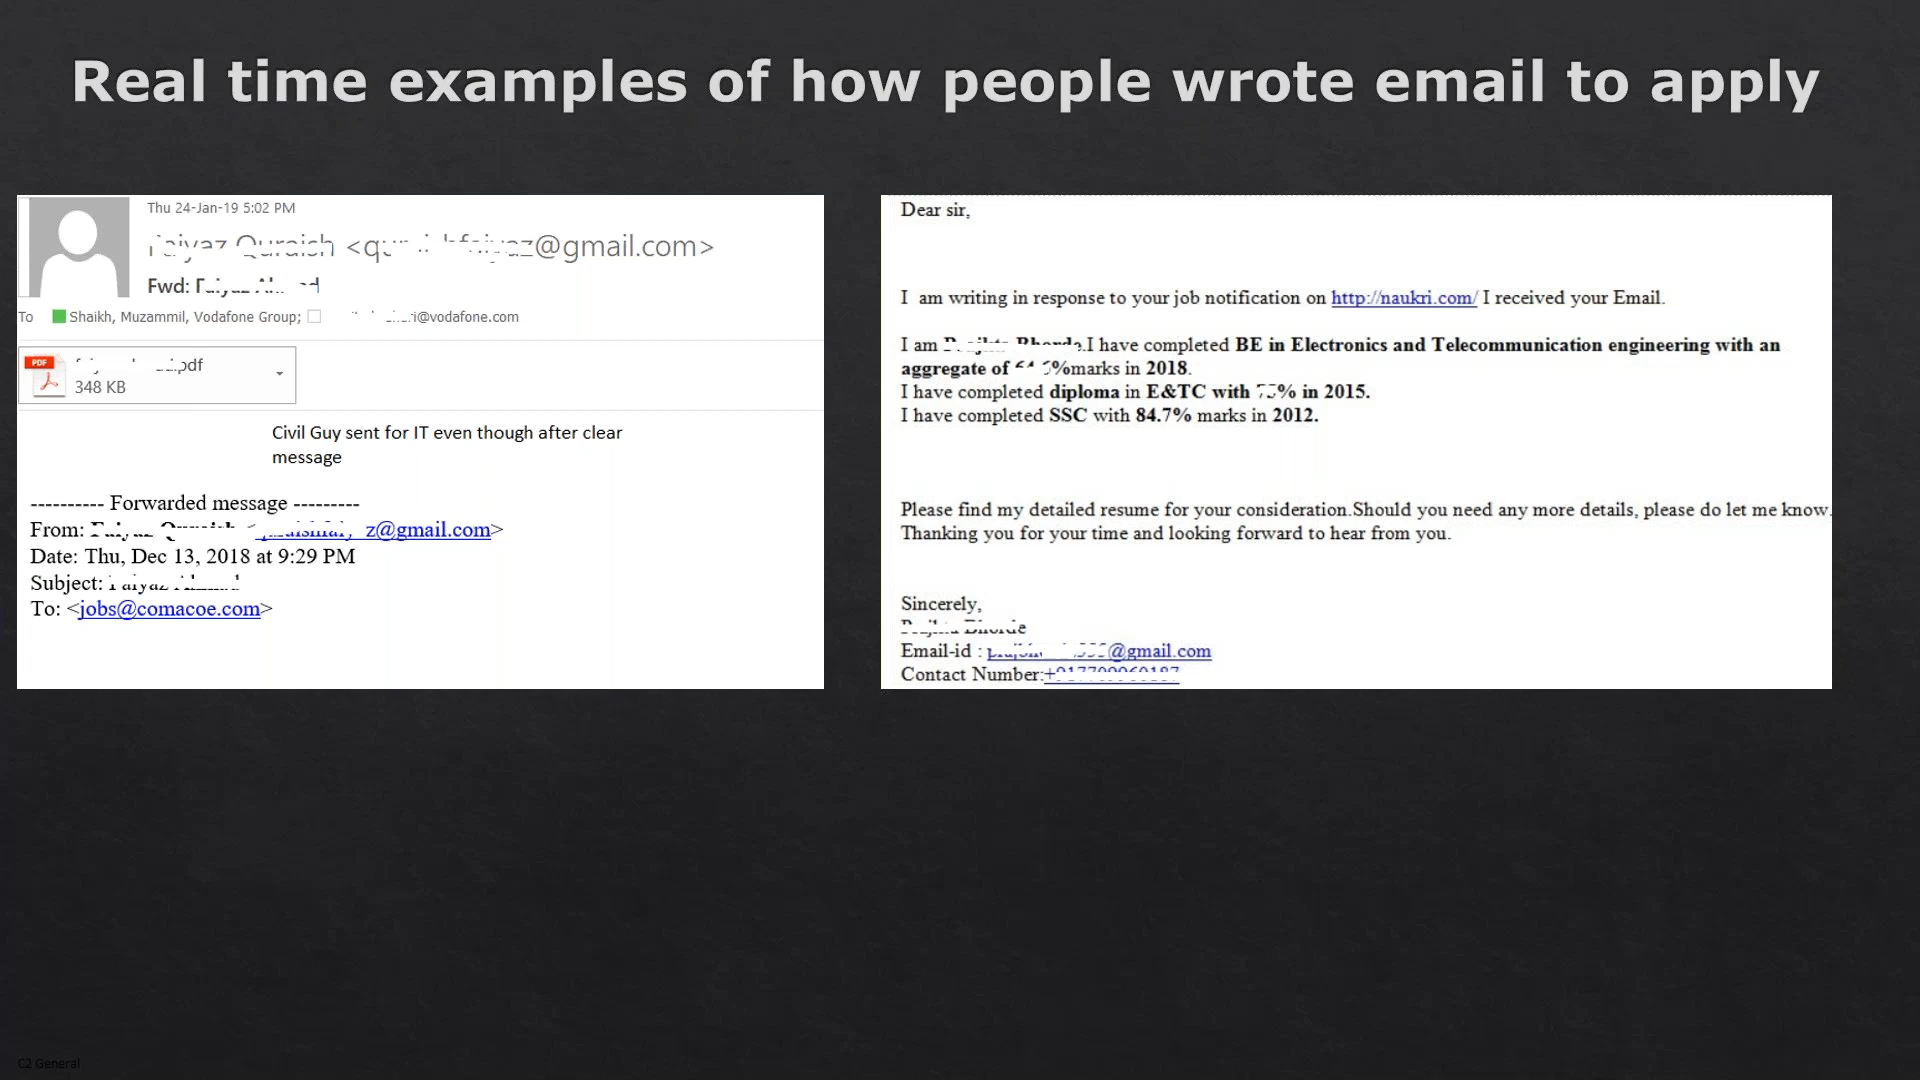 Real time examples of how people wrote email to apply
Thu 24-Jan-19 5:02 PM
@gmail.com>
Fwd:
To Shaikh, Muzammil, Vodafone Group; i@vodafone.com
PDF .pdf
348 KB
Civil Guy sent for IT even though after clear
message
---------- Forwarded message ---------
From: z@gmail.com>
Date: Thu, Dec 13, 2018 at 9:29 PM
Subject:
To: <jobs@comacoe.com>
Dear sir,
I am writing in response to your job notification on http://naukri.com/ I received your Email.
I am .I have completed BE in Electronics and Telecommunication engineering with an
aggregate of %marks in 2018.
I have completed diploma in E&TC with % in 2015.
I have completed SSC with 84.7% marks in 2012.
Please find my detailed resume for your consideration.Should you need any more details, please do let me know.
Thanking you for your time and looking forward to hear from you.
Sincerely,
Email-id : @gmail.com
Contact Number:
C2 General